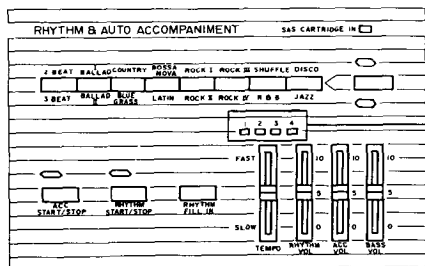 RHYTHM & AUTO ACCOMPANIMENT
SAS CARTRIDGE IN
2 BEAT BALLAD I COUNTRY BOSSA NOVA ROCK I ROCK III SHUFFLE DISCO
3 BEAT BALLAD II BLUE GRASS LATIN ROCK II ROCK IV R & B JAZZ
1 2 3 4
FAST 10 10
5 5
SLOW 0 0
ACC START/STOP
RHYTHM START/STOP
RHYTHM FILL IN
TEMPO
RHYTHM VOL
ACC VOL
BASS VOL